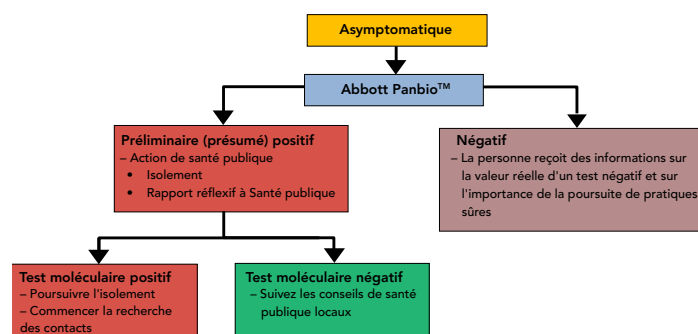 Asymptomatique
Abbott Panbio™
Préliminaire (présumé) positif
– Action de santé publique
• Isolement
• Rapport réflexif à Santé publique
Négatif
– La personne reçoit des informations sur
la valeur réelle d'un test négatif et sur
l'importance de la poursuite de pratiques
sûres
Test moléculaire positif
– Poursuivre l'isolement
– Commencer la recherche
des contacts
Test moléculaire négatif
– Suivez les conseils de santé
publique locaux